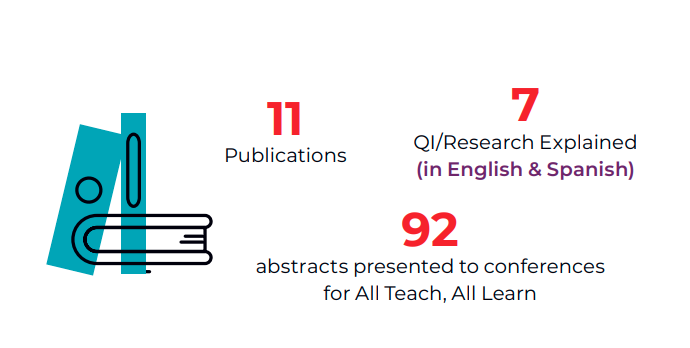 11
Publications
7
QI/Research Explained
(in English & Spanish)
92
abstracts presented to conferences
for All Teach, All Learn